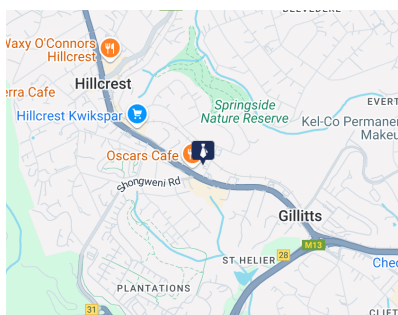 BELVEDERE
Waxy O'Connors
Hillcrest
Hillcrest
erra Cafe
Hillcrest Kwikspar
Springside
Nature Reserve
EVERT
Kel-Co Permanen
Makeu
Oscars Cafe
Shongweni Rd
Gillitts
M13
ST HELIER
28
Chec
PLANTATIONS
31
CLIFT